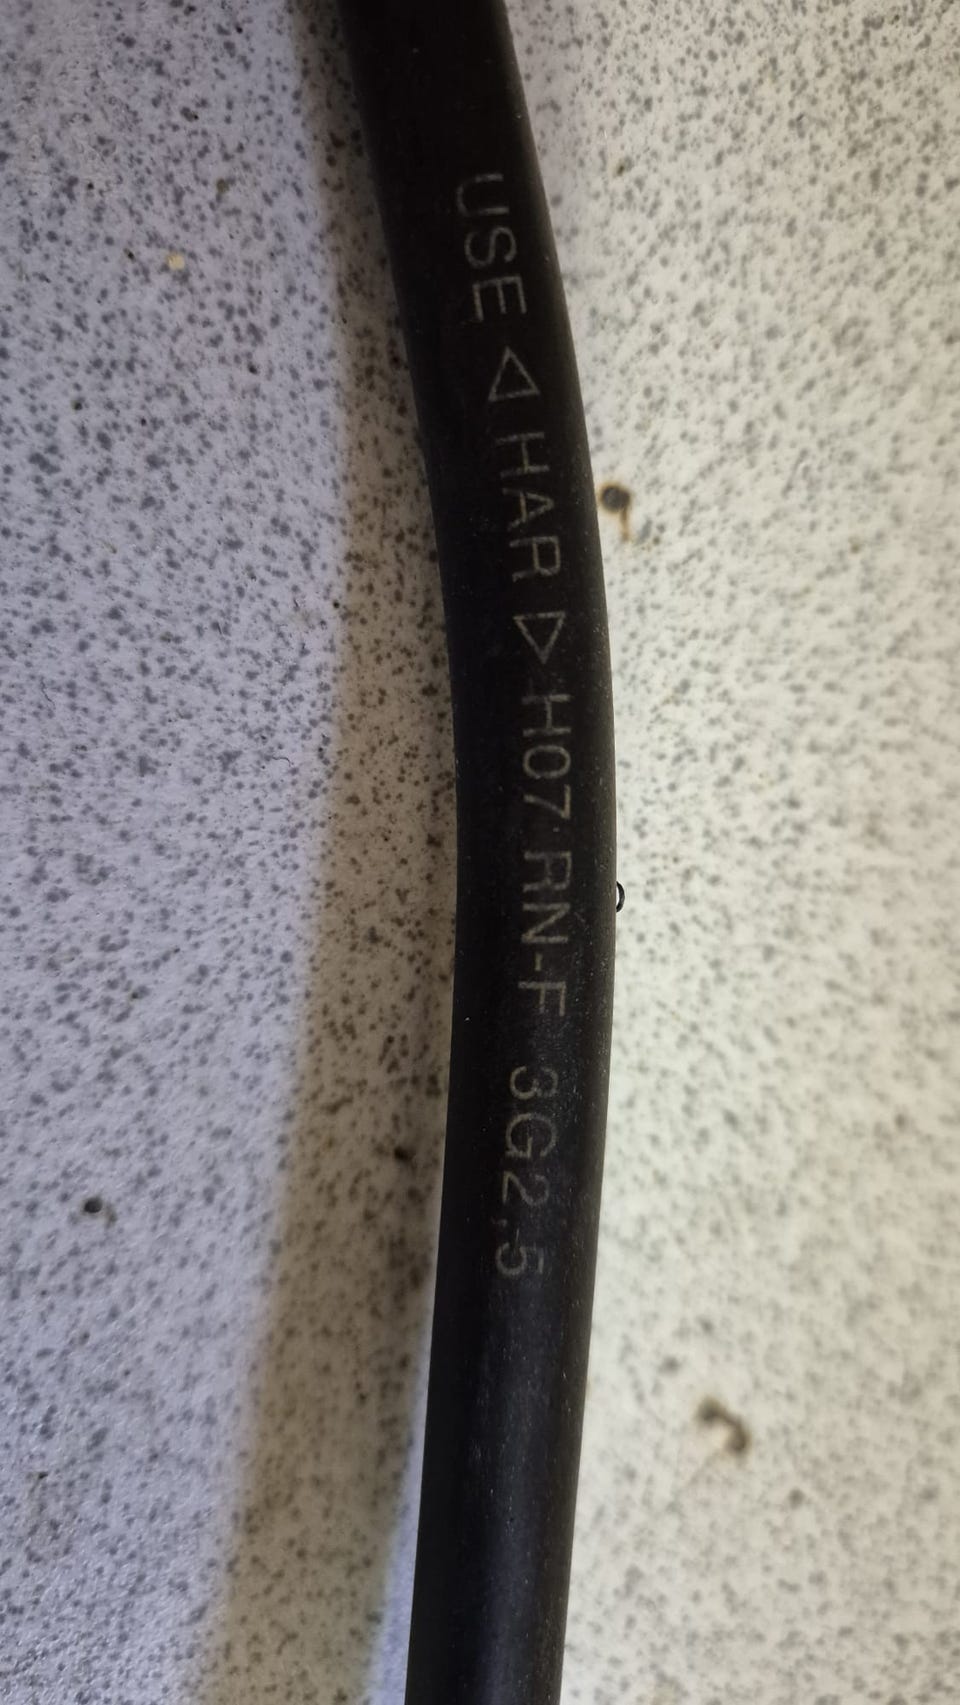 USE ◁ HAR ▷ H07 RN-F 3G2,5